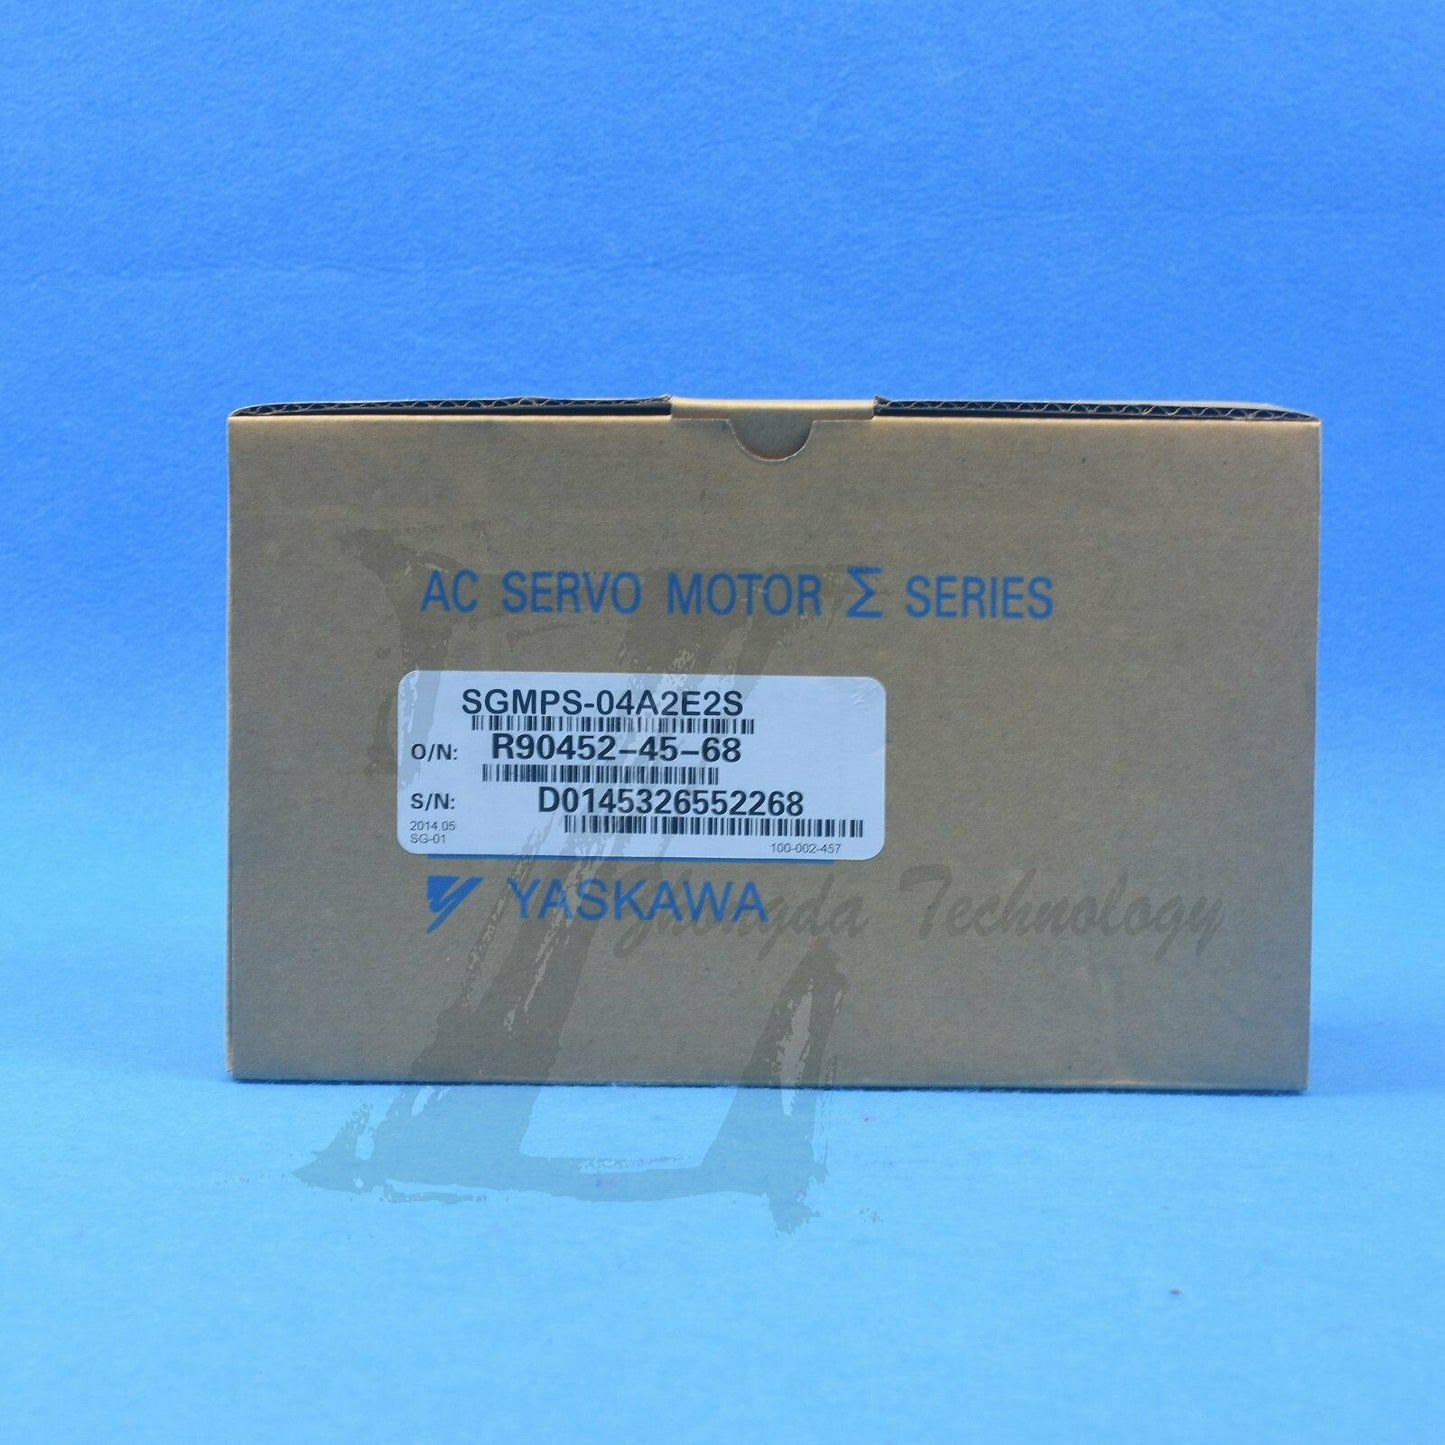 AC SERVO MOTOR Σ SERIES
SGMPS-04A2E2S
O/N: R90452-45-68
S/N: D0145326552268
2014.05
SG-01
100-002-457
YASKAWA
Zhongda Technology